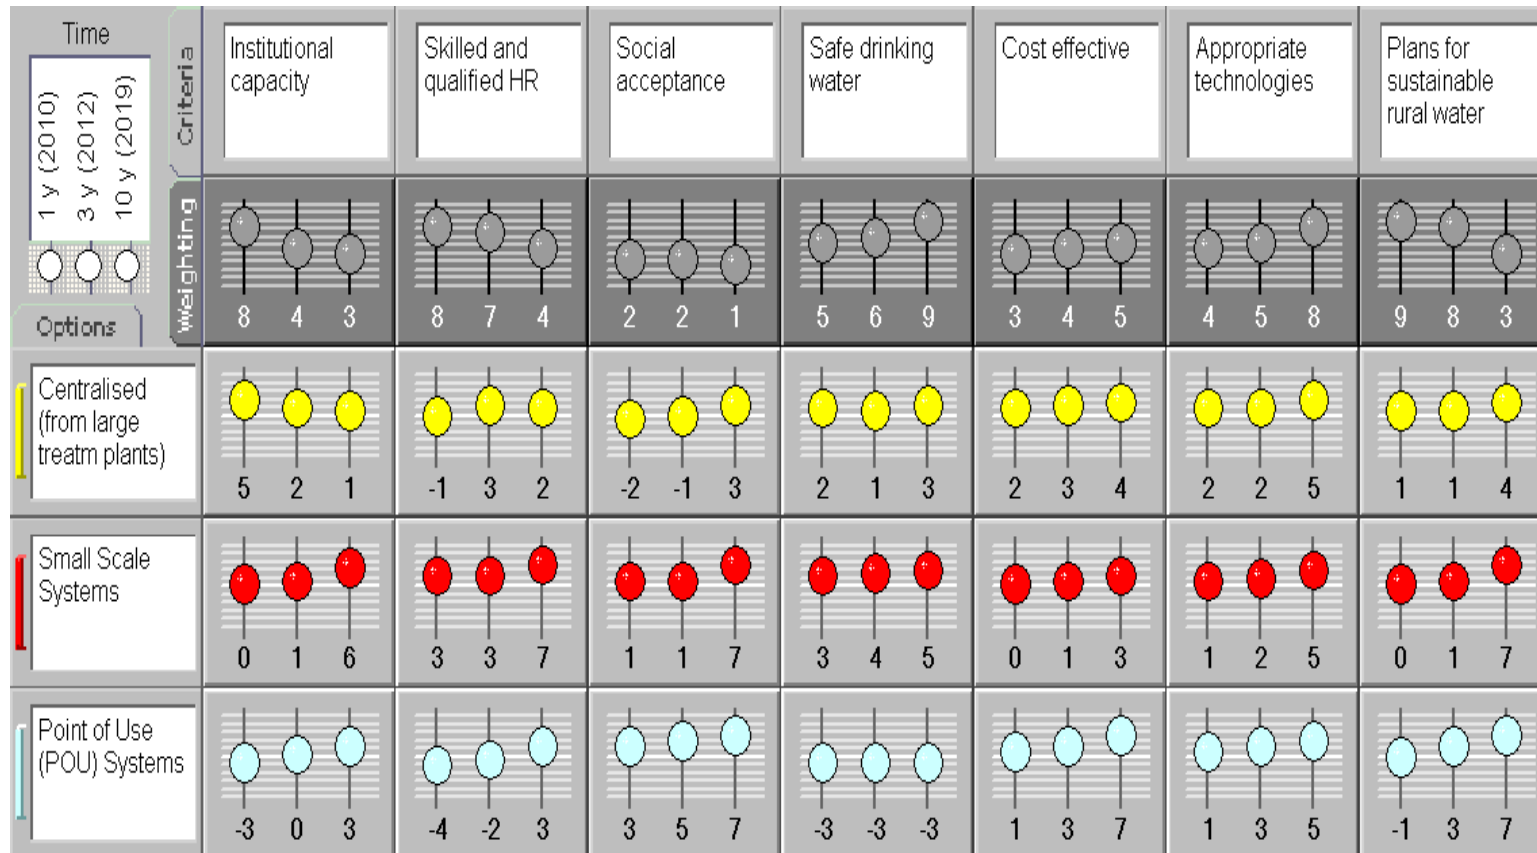 Time
1 y (2010)
3 y (2012)
10 y (2019)
Criteria
Institutional
capacity
Skilled and
qualified HR
Social
acceptance
Safe drinking
water
Cost effective
Appropriate
technologies
Plans for
sustainable
rural water
Weighting
8 4 3
8 7 4
2 2 1
5 6 9
3 4 5
4 5 8
9 8 3
Options
Centralised
(from large
treatm plants)
5 2 1
-1 3 2
-2 -1 3
2 1 3
2 3 4
2 2 5
1 1 4
Small Scale
Systems
0 1 6
3 3 7
1 1 7
3 4 5
0 1 3
1 2 5
0 1 7
Point of Use
(POU) Systems
-3 0 3
-4 -2 3
3 5 7
-3 -3 -3
1 3 7
1 3 5
-1 3 7